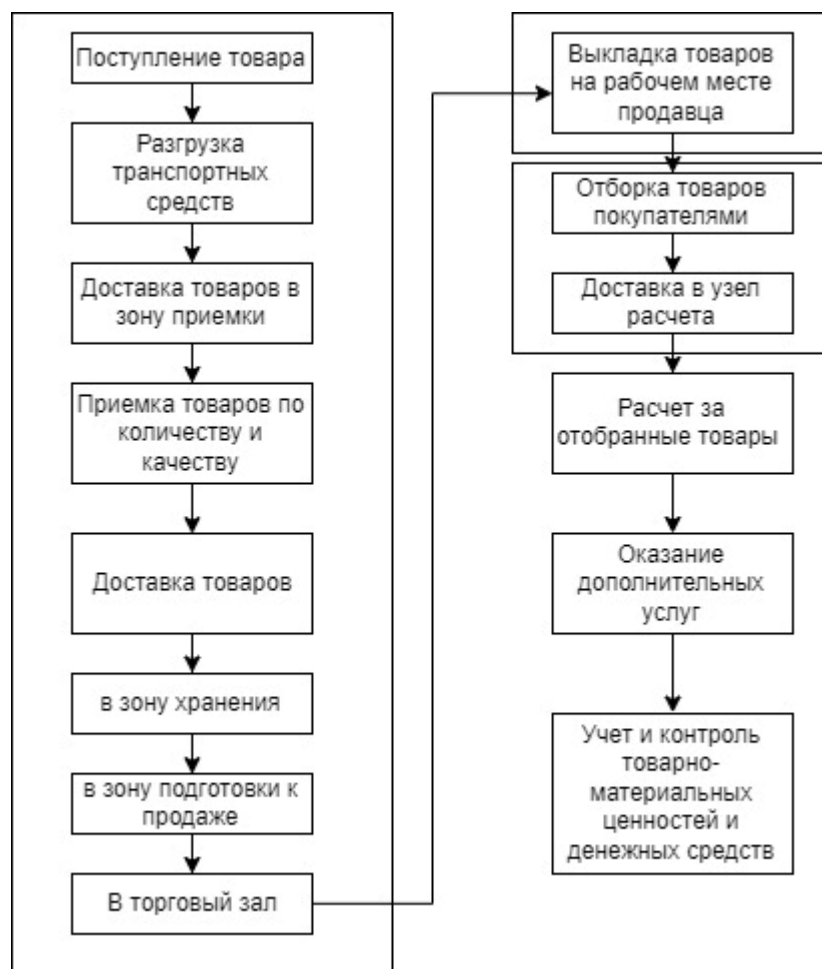 Поступление товара
Разгрузка
транспортных
средств
Доставка товаров в
зону приемки
Приемка товаров по
количеству и
качеству
Доставка товаров
в зону хранения
в зону подготовки к
продаже
В торговый зал
Выкладка товаров
на рабочем месте
продавца
Отборка товаров
покупателями
Доставка в узел
расчета
Расчет за
отобранные товары
Оказание
дополнительных
услуг
Учет и контроль
товарно-
материальных
ценностей и
денежных средств